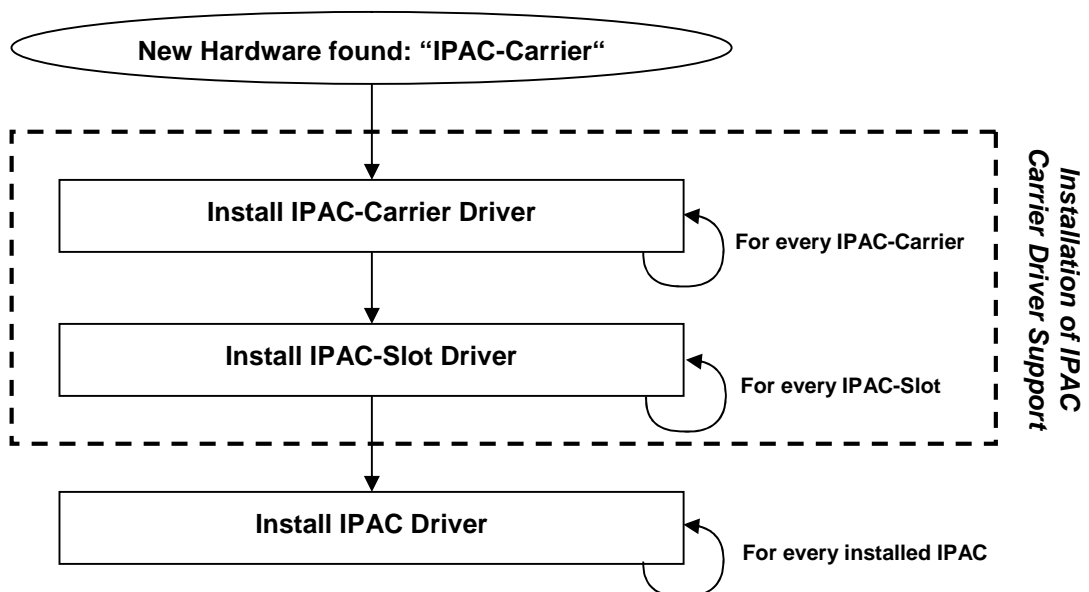 New Hardware found: “IPAC-Carrier“
Install IPAC-Carrier Driver
For every IPAC-Carrier
Install IPAC-Slot Driver
For every IPAC-Slot
Installation of IPAC
Carrier Driver Support
Install IPAC Driver
For every installed IPAC